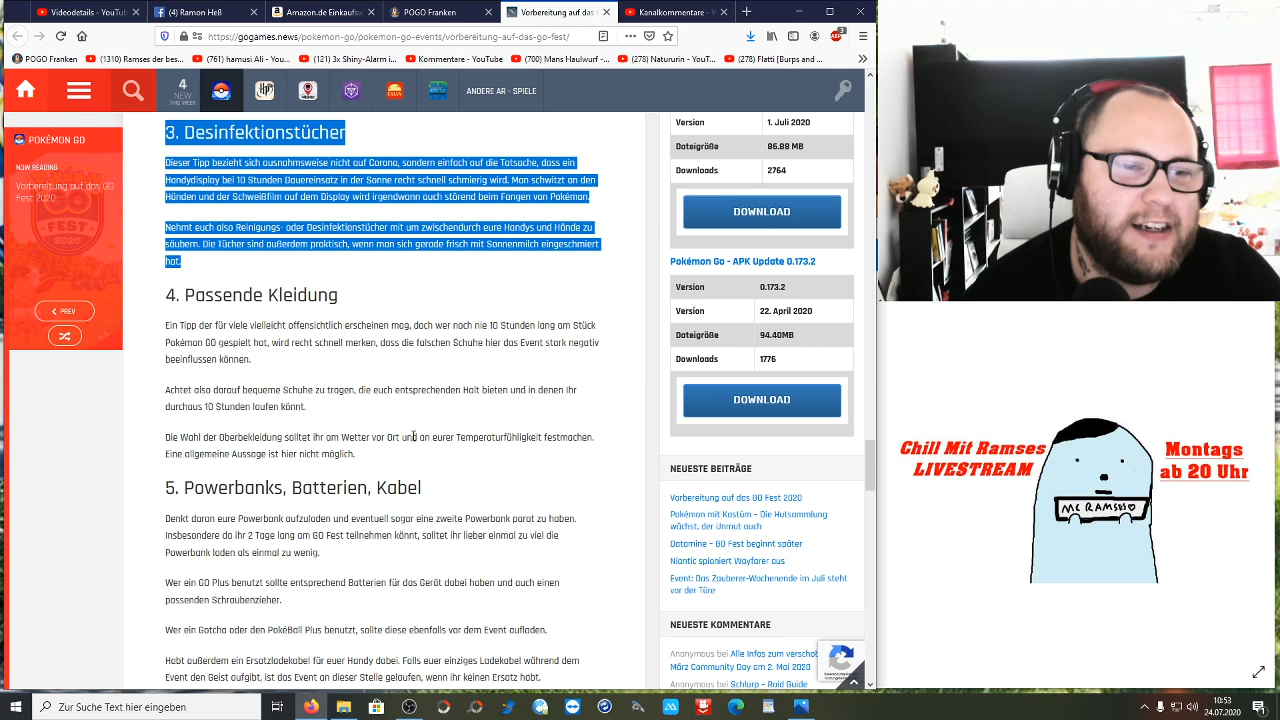 Videodetails - YouTube
(4) Ramses Heß
Amazon.de Einkaufsw
POGO Franken
Vorbereitung auf das G
Kanalkommentare - Y
https://gogames.news/pokemon-go/pokemon-go-events/vorbereitung-auf-das-go-fest/
ABP
3
POGO Franken
(1310) Ramses der bes...
(761) hamusi Ali - You...
(121) 3x Shiny-Alarm i...
Kommentare - YouTube
(700) Mans Haulwurf -...
(278) Natururin - YouT...
(278) Flatti [Burps and ...
4
NEW
THIS WEEK
ANDERE AR - SPIELE
POKÉMON GO
NOW READING
Vorbereitung auf das GO
Fest 2020
GO
FEST
2020
PREV
3. Desinfektionstücher
Dieser Tipp bezieht sich ausnahmsweise nicht auf Corona, sondern einfach auf die Tatsache, dass ein
Handydisplay bei 10 Stunden Dauereinsatz in der Sonne recht schnell schmierig wird. Man schwitzt an den
Händen und der Schweißfilm auf dem Display wird irgendwann auch störend beim Fangen von Pokémon.
Nehmt euch also Reinigungs- oder Desinfektionstücher mit um zwischendurch eure Handys und Hände zu
säubern. Die Tücher sind außerdem praktisch, wenn man sich gerade frisch mit Sonnenmilch eingeschmiert
hat.
4. Passende Kleidung
Ein Tipp der für viele vielleicht offensichtlich erscheinen mag, doch wer noch nie 10 Stunden lang am Stück
Pokémon GO gespielt hat, wird recht schnell merken, dass die falschen Schuhe hier das Event stark negativ
beeinflussen können.
Achtet also darauf bequeme Schuhe zu tragen, die euch entsprechenden Halt bieten und in denen Ihr
durchaus 10 Stunden laufen könnt.
Die Wahl der Oberbekleidung solltet ihr am Wetter vor Ort und an eurer Temperaturfühligkeit festmachen.
Eine allgemeine Aussage ist hier nicht möglich.
5. Powerbanks, Batterien, Kabel
Denkt daran eure Powerbank aufzuladen und eventuell sogar eine zweite Powerbank parat zu haben.
Insbesondere da ihr 2 Tage lang am GO Fest teilnehmen könnt, solltet ihr lieber einmal zu viel die
Powerbank laden als einmal zu wenig.
Wer ein GO Plus benutzt sollte entsprechend Batterien für das Gerät dabei haben und auch einen
passenden Schraubenzieher.
Wer ein Gotcha oder den PokéBall Plus benutzt, sollte diese ebenfalls vor dem Event aufladen.
Habt außerdem ein Ersatzladekabel für euer Handy dabei. Falls euer einziges Ladekabel während dem
Event den Geist aufgibt, ist das Event an dieser Stelle gelaufen, wenn ihr keinen Ersatz habt.
Version 1. Juli 2020
Dateigröße 86.88 MB
Downloads 2764
DOWNLOAD
Pokémon Go - APK Update 0.173.2
Version 0.173.2
Version 22. April 2020
Dateigröße 94.40MB
Downloads 1776
DOWNLOAD
NEUESTE BEITRÄGE
Vorbereitung auf das GO Fest 2020
Pokémon mit Kostüm – Die Hutsammlung
wächst, der Unmut auch
Datamine – GO Fest beginnt später
Niantic spioniert Wayfarer aus
Event: Das Zauberer-Wochenende im Juli steht
vor der Türe
NEUESTE KOMMENTARE
Anonymous bei Alle Infos zum verschob
März Community Day am 2. Mai 2020
Anonymous bei Schlurp – Raid Guide
Chill Mit Ramses
LIVESTREAM
Montags
ab 20 Uhr
MC RAMSES
Zur Suche Text hier eingeben
10:53
24.07.2020